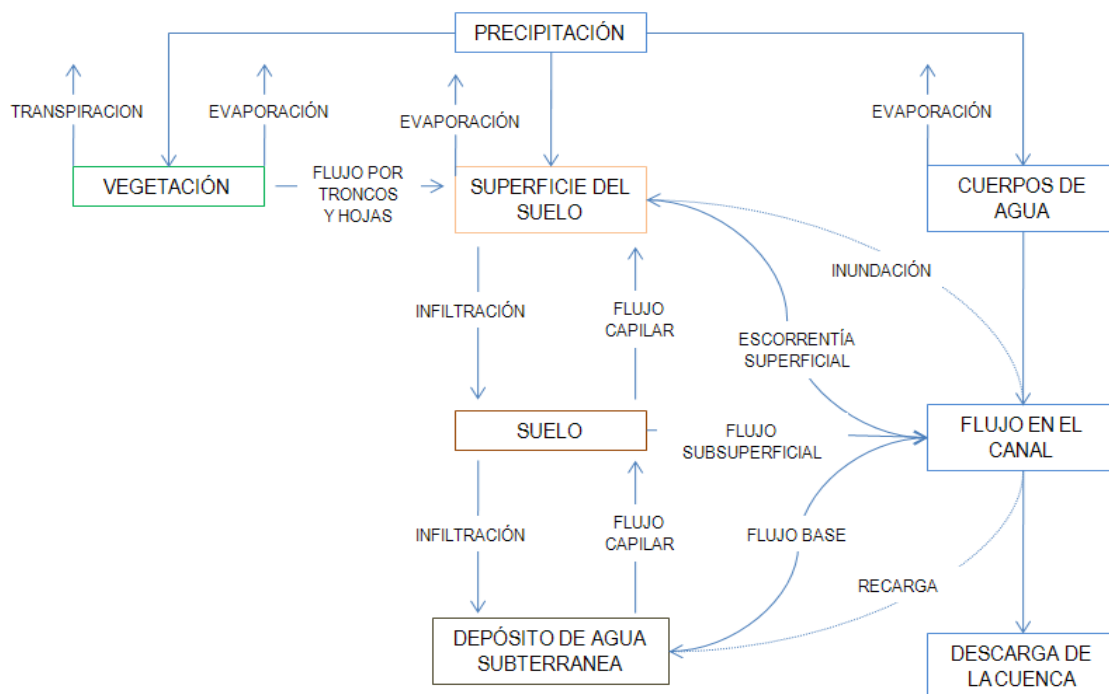 PRECIPITACIÓN
TRANSPIRACION
EVAPORACIÓN
EVAPORACIÓN
EVAPORACIÓN
VEGETACIÓN
FLUJO POR
TRONCOS
Y HOJAS
SUPERFICIE DEL
SUELO
CUERPOS DE
AGUA
INUNDACIÓN
INFILTRACIÓN
FLUJO
CAPILAR
ESCORRENTÍA
SUPERFICIAL
SUELO
FLUJO
SUBSUPERFICIAL
FLUJO EN EL
CANAL
INFILTRACIÓN
FLUJO
CAPILAR
FLUJO BASE
RECARGA
DEPÓSITO DE AGUA
SUBTERRANEA
DESCARGA DE
LA CUENCA